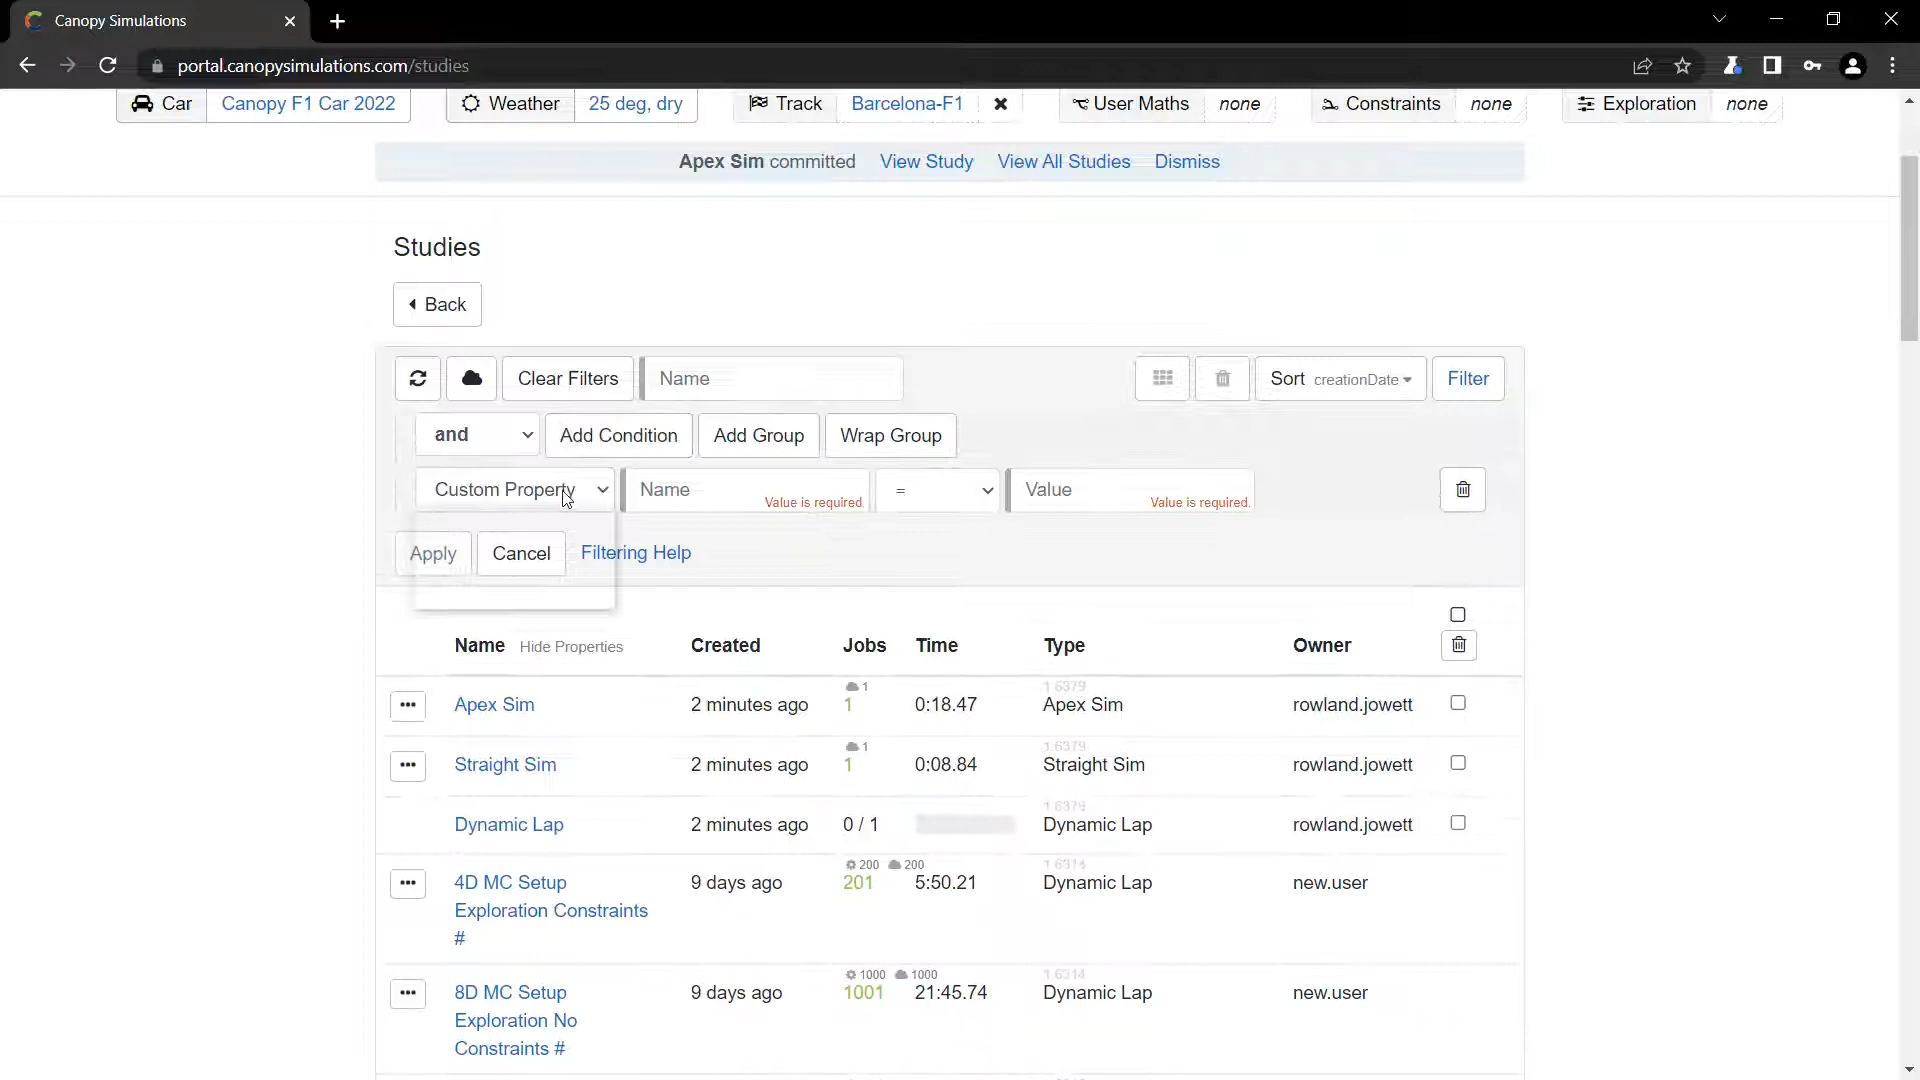 Canopy Simulations
portal.canopysimulations.com/studies
Car Canopy F1 Car 2022 Weather 25 deg, dry Track Barcelona-F1 User Maths none Constraints none Exploration none
Apex Sim committed View Study View All Studies Dismiss
Studies
Back
Clear Filters Name Sort creationDate Filter
and Add Condition Add Group Wrap Group
Custom Property Name Value is required. = Value Value is required.
Apply Cancel Filtering Help
Name Hide Properties Created Jobs Time Type Owner
1 1.6379
Apex Sim 2 minutes ago 1 0:18.47 Apex Sim rowland.jowett
1 1.6379
Straight Sim 2 minutes ago 1 0:08.84 Straight Sim rowland.jowett
1.6379
Dynamic Lap 2 minutes ago 0 / 1 Dynamic Lap rowland.jowett
200 200 1.6314
4D MC Setup 9 days ago 201 5:50.21 Dynamic Lap new.user
Exploration Constraints
#
1000 1000 1.6314
8D MC Setup 9 days ago 1001 21:45.74 Dynamic Lap new.user
Exploration No
Constraints #